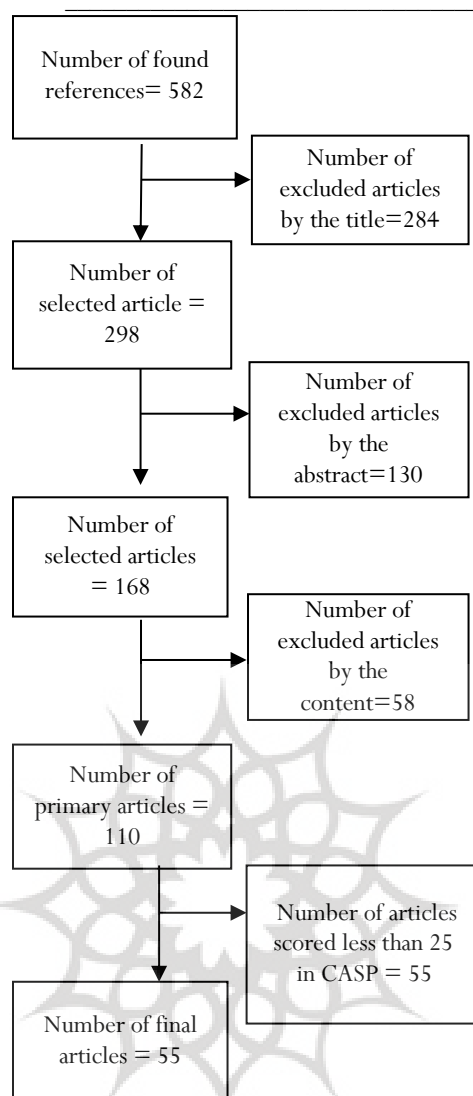 Number of found
references= 582
Number of
excluded articles
by the title=284
Number of
selected article =
298
Number of
excluded articles
by the
abstract=130
Number of
selected articles
= 168
Number of
excluded articles
by the
content=58
Number of
primary articles =
110
Number of articles
scored less than 25
in CASP = 55
Number of final
articles = 55